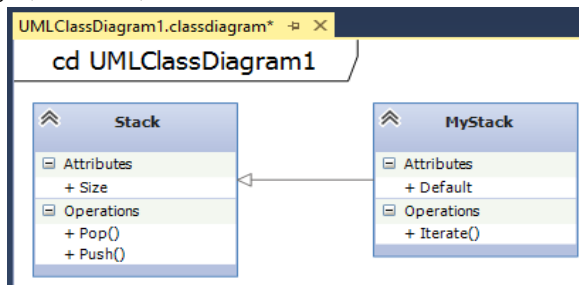 UMLClassDiagram1.classdiagram*
cd UMLClassDiagram1
Stack
Attributes
+ Size
Operations
+ Pop()
+ Push()
MyStack
Attributes
+ Default
Operations
+ Iterate()